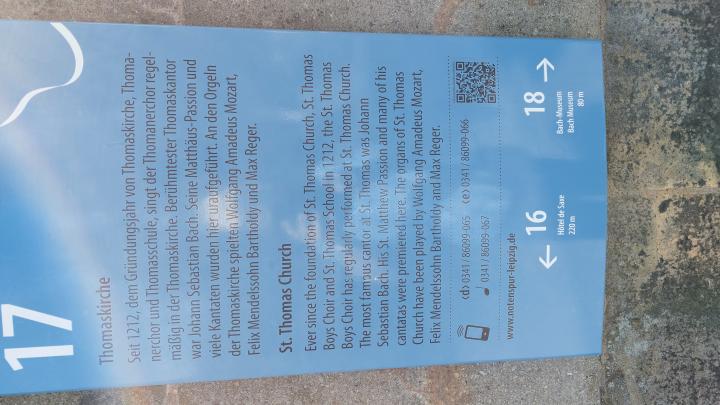 17
Thomaskirche
Seit 1212, dem Gründungsjahr von Thomaskirche, Thoma-
nerchor und Thomasschule, singt der Thomanerchor regel-
mäßig in der Thomaskirche. Berühmtester Thomaskantor
war Johann Sebastian Bach. Seine Matthäus-Passion und
viele Kantaten wurden hier uraufgeführt. An den Orgeln
der Thomaskirche spielten Wolfgang Amadeus Mozart,
Felix Mendelssohn Bartholdy und Max Reger.
St. Thomas Church
Ever since the foundation of St. Thomas Church, St. Thomas
Boys Choir and St. Thomas School in 1212, the St. Thomas
Boys Choir has regularly performed at St. Thomas Church.
The most famous cantor at St. Thomas was Johann
Sebastian Bach. His St. Matthew Passion and many of his
cantatas were premiered here. The organs of St. Thomas
Church have been played by Wolfgang Amadeus Mozart,
Felix Mendelssohn Bartholdy and Max Reger.
(d) 0341 / 86099-065 (e) 0341 / 86099-066
0341 / 86099-067
www.notenspur-leipzig.de
← 16
Hôtel de Saxe
220 m
18 →
Bach-Museum
Bach Museum
80 m